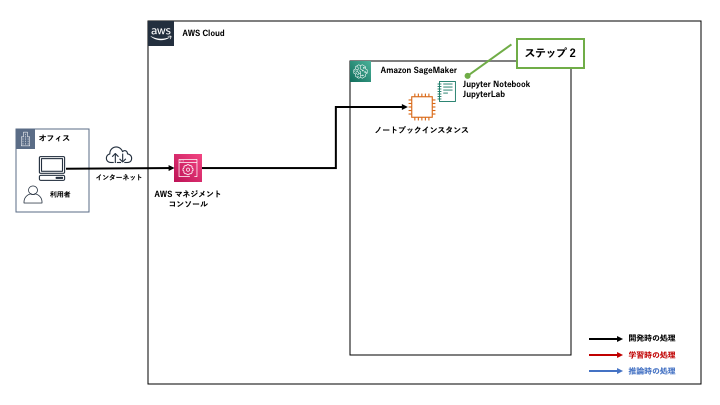 aws
AWS Cloud
ステップ 2
Amazon SageMaker
Jupyter Notebook
JupyterLab
ノートブックインスタンス
オフィス
利用者
インターネット
AWS マネジメント
コンソール
開発時の処理
学習時の処理
推論時の処理